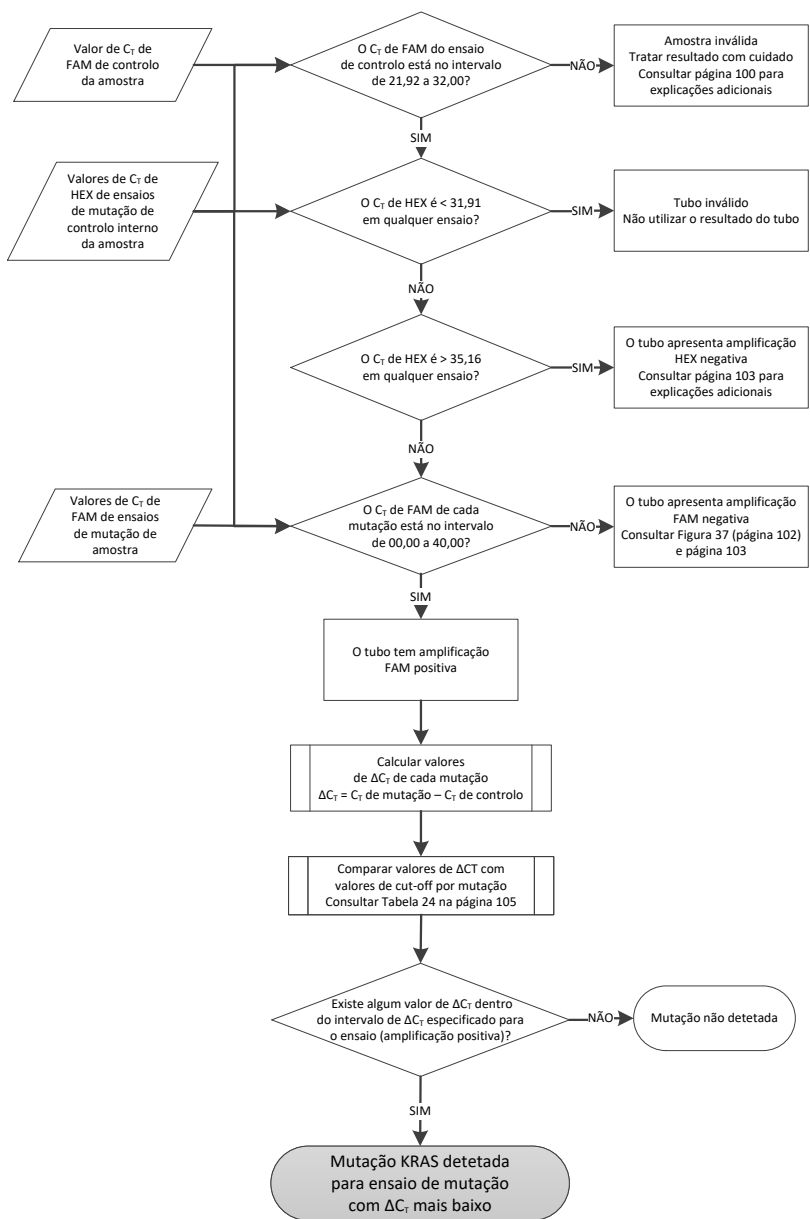 Valor de CT de
FAM de controlo
da amostra
O CT de FAM do ensaio
de controlo está no intervalo
de 21,92 a 32,00?
NÃO
Amostra inválida
Tratar resultado com cuidado
Consultar página 100 para
explicações adicionais
SIM
Valores de CT de
HEX de ensaios
de mutação de
controlo interno
da amostra
O CT de HEX é < 31,91
em qualquer ensaio?
SIM
Tubo inválido
Não utilizar o resultado do tubo
NÃO
O CT de HEX é > 35,16
em qualquer ensaio?
SIM
O tubo apresenta amplificação
HEX negativa
Consultar página 103 para
explicações adicionais
NÃO
Valores de CT de
FAM de ensaios
de mutação de
amostra
O CT de FAM de cada
mutação está no intervalo
de 00,00 a 40,00?
NÃO
O tubo apresenta amplificação
FAM negativa
Consultar Figura 37 (página 102)
e página 103
SIM
O tubo tem amplificação
FAM positiva
Calcular valores
de ΔCT de cada mutação
ΔCT = CT de mutação – CT de controlo
Comparar valores de ΔCT com
valores de cut-off por mutação
Consultar Tabela 24 na página 105
Existe algum valor de ΔCT dentro
do intervalo de ΔCT especificado para
o ensaio (amplificação positiva)?
NÃO
Mutação não detetada
SIM
Mutação KRAS detetada
para ensaio de mutação
com ΔCT mais baixo